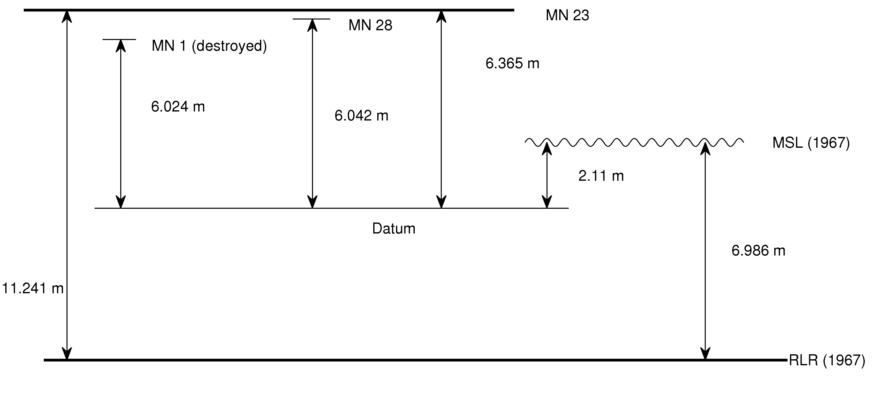 MN 23
MN 28
MN 1 (destroyed)
6.365 m
6.024 m
6.042 m
MSL (1967)
2.11 m
Datum
6.986 m
11.241 m
RLR (1967)